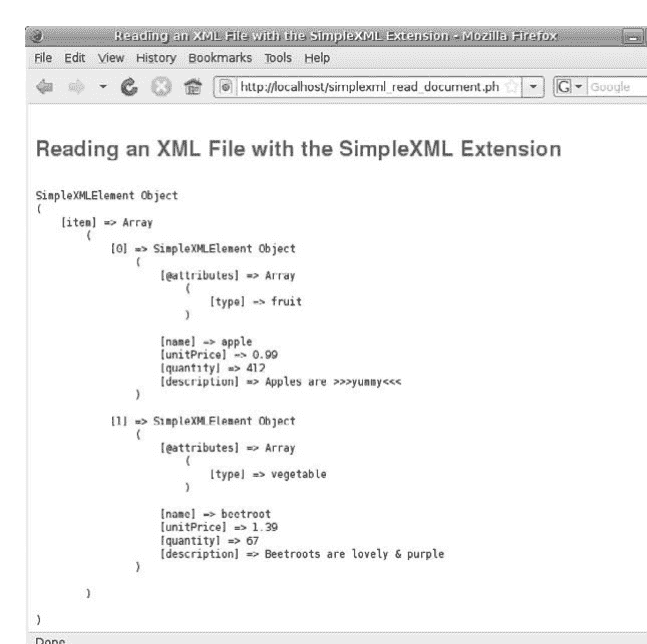 Reading an XML File with the SimpleXML Extension - Mozilla Firefox
File Edit View History Bookmarks Tools Help
http://localhost/simplexml_read_document.ph G Google
Reading an XML File with the SimpleXML Extension
SimpleXMLElement Object
(
    [item] => Array
        (
            [0] => SimpleXMLElement Object
                (
                    [@attributes] => Array
                        (
                            [type] => fruit
                        )
                    [name] => apple
                    [unitPrice] => 0.99
                    [quantity] => 412
                    [description] => Apples are >>>yummy<<<
                )
            [1] => SimpleXMLElement Object
                (
                    [@attributes] => Array
                        (
                            [type] => vegetable
                        )
                    [name] => beetroot
                    [unitPrice] => 1.39
                    [quantity] => 67
                    [description] => Beetroots are lovely & purple
                )
        )
)
Done